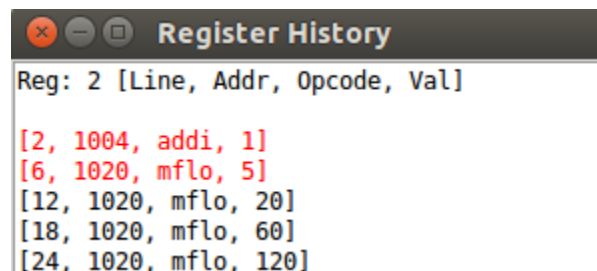 Register History
Reg: 2 [Line, Addr, Opcode, Val]
[2, 1004, addi, 1]
[6, 1020, mflo, 5]
[12, 1020, mflo, 20]
[18, 1020, mflo, 60]
[24, 1020, mflo, 120]